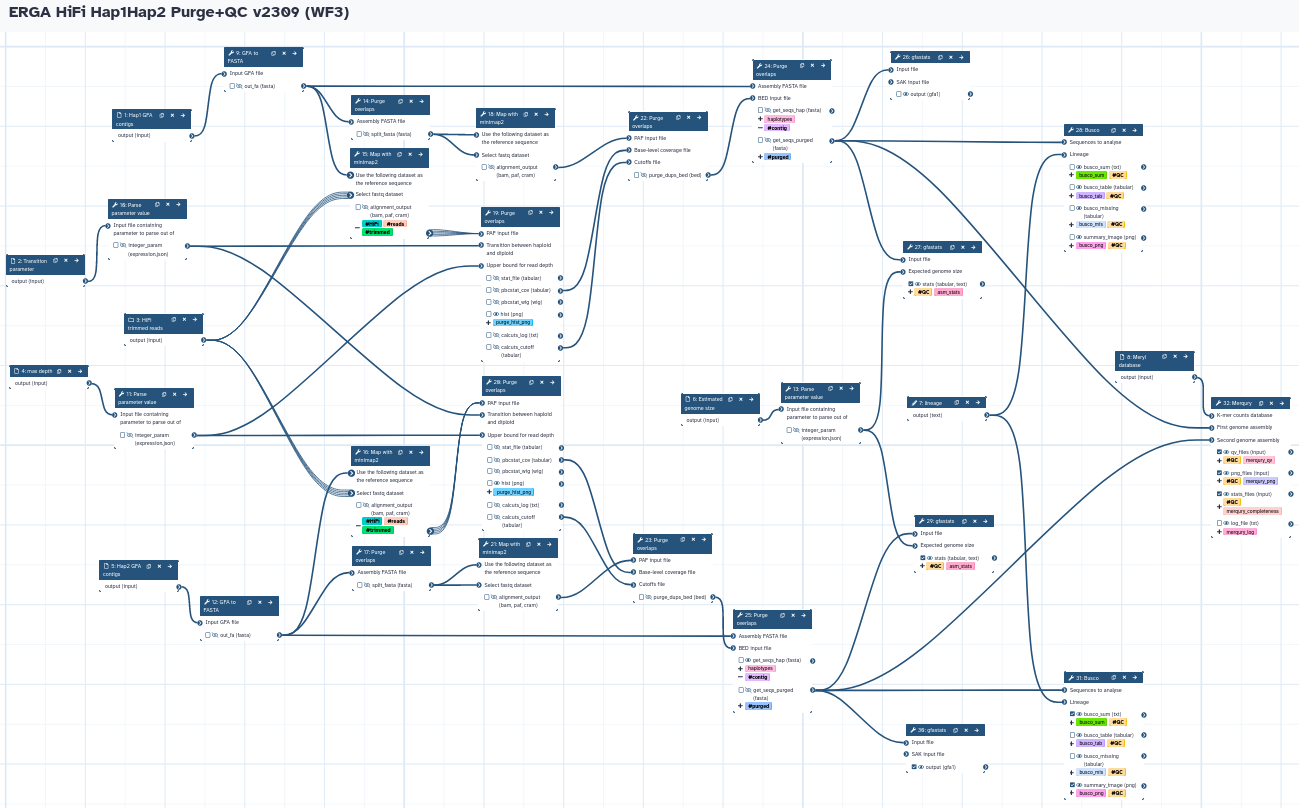 ERGA HiFi Hap1Hap2 Purge+QC v2309 (WF3)
9: GFA to
FASTA
Input GFA file
out_fa (fasta)
1: Hap1 GFA
contigs
output (input)
14: Purge
overlaps
Assembly FASTA file
split_fasta (fasta)
15: Map with
minimap2
Use the following dataset as
the reference sequence
Select fastq dataset
alignment_output
(bam, paf, cram)
#HiFi #reads
#trimmed
18: Map with
minimap2
Use the following dataset as
the reference sequence
Select fastq dataset
alignment_output
(bam, paf, cram)
22: Purge
overlaps
PAF input file
Base-level coverage file
Cutoffs file
purge_dups_bed (bed)
24: Purge
overlaps
Assembly FASTA file
BED input file
get_seqs_hap (fasta)
haplotypes
#contig
get_seqs_purged
(fasta)
#purged
26: gfastats
Input file
SAK input file
output (gfa1)
28: Busco
Sequences to analyse
Lineage
busco_sum (txt)
busco_sum #QC
busco_table (tabular)
busco_tab #QC
busco_missing
(tabular)
busco_mis #QC
summary_image (png)
busco_png #QC
10: Parse
parameter value
Input file containing
parameter to parse out of
integer_param
(expression.json)
2: Transition
parameter
output (input)
19: Purge
overlaps
PAF input file
Transition between haploid
and diploid
Upper bound for read depth
stat_file (tabular)
pbcstat_cov (tabular)
pbcstat_wig (wig)
hist (png)
purge_hist_png
calcuts_log (txt)
calcuts_cutoff
(tabular)
27: gfastats
Input file
Expected genome size
stats (tabular, text)
#QC asm_stats
3: HiFi
trimmed reads
output (input)
4: max depth
output (input)
11: Parse
parameter value
Input file containing
parameter to parse out of
integer_param
(expression.json)
20: Purge
overlaps
PAF input file
Transition between haploid
and diploid
Upper bound for read depth
stat_file (tabular)
pbcstat_cov (tabular)
pbcstat_wig (wig)
hist (png)
purge_hist_png
calcuts_log (txt)
calcuts_cutoff
(tabular)
6: Estimated
genome size
output (input)
13: Parse
parameter value
Input file containing
parameter to parse out of
integer_param
(expression.json)
7: lineage
output (text)
8: Meryl
database
output (input)
32: Merqury
K-mer counts database
First genome assembly
Second genome assembly
qv_files (input)
#QC merqury_qv
png_files (input)
#QC merqury_png
stats_files (input)
#QC
merqury_completeness
log_file (txt)
merqury_log
16: Map with
minimap2
Use the following dataset as
the reference sequence
Select fastq dataset
alignment_output
(bam, paf, cram)
#HiFi #reads
#trimmed
17: Purge
overlaps
Assembly FASTA file
split_fasta (fasta)
21: Map with
minimap2
Use the following dataset as
the reference sequence
Select fastq dataset
alignment_output
(bam, paf, cram)
23: Purge
overlaps
PAF input file
Base-level coverage file
Cutoffs file
purge_dups_bed (bed)
29: gfastats
Input file
Expected genome size
stats (tabular, text)
#QC asm_stats
5: Hap2 GFA
contigs
output (input)
12: GFA to
FASTA
Input GFA file
out_fa (fasta)
25: Purge
overlaps
Assembly FASTA file
BED input file
get_seqs_hap (fasta)
haplotypes
#contig
get_seqs_purged
(fasta)
#purged
30: gfastats
Input file
SAK input file
output (gfa1)
31: Busco
Sequences to analyse
Lineage
busco_sum (txt)
busco_sum #QC
busco_table (tabular)
busco_tab #QC
busco_missing
(tabular)
busco_mis #QC
summary_image (png)
busco_png #QC